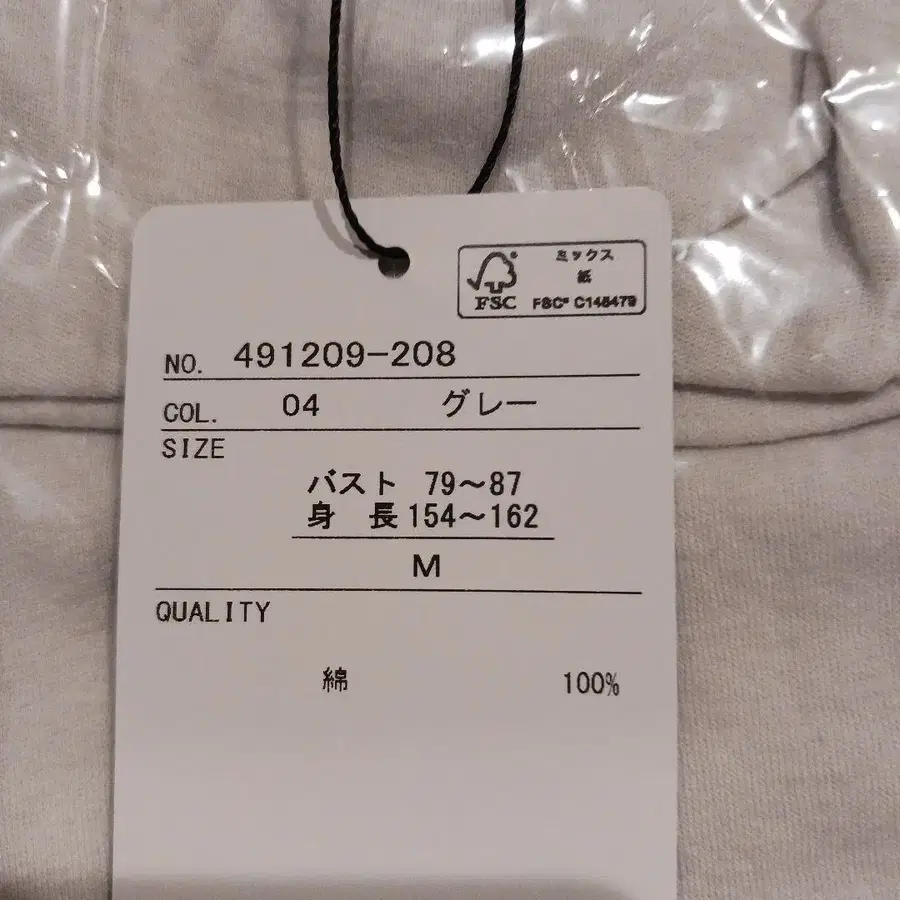 ミックス
紙
FSC
FSC® C148479
NO. 491209-208
COL. 04 グレー
SIZE
バスト 79～87
身 長 154～162
M
QUALITY
綿 100%